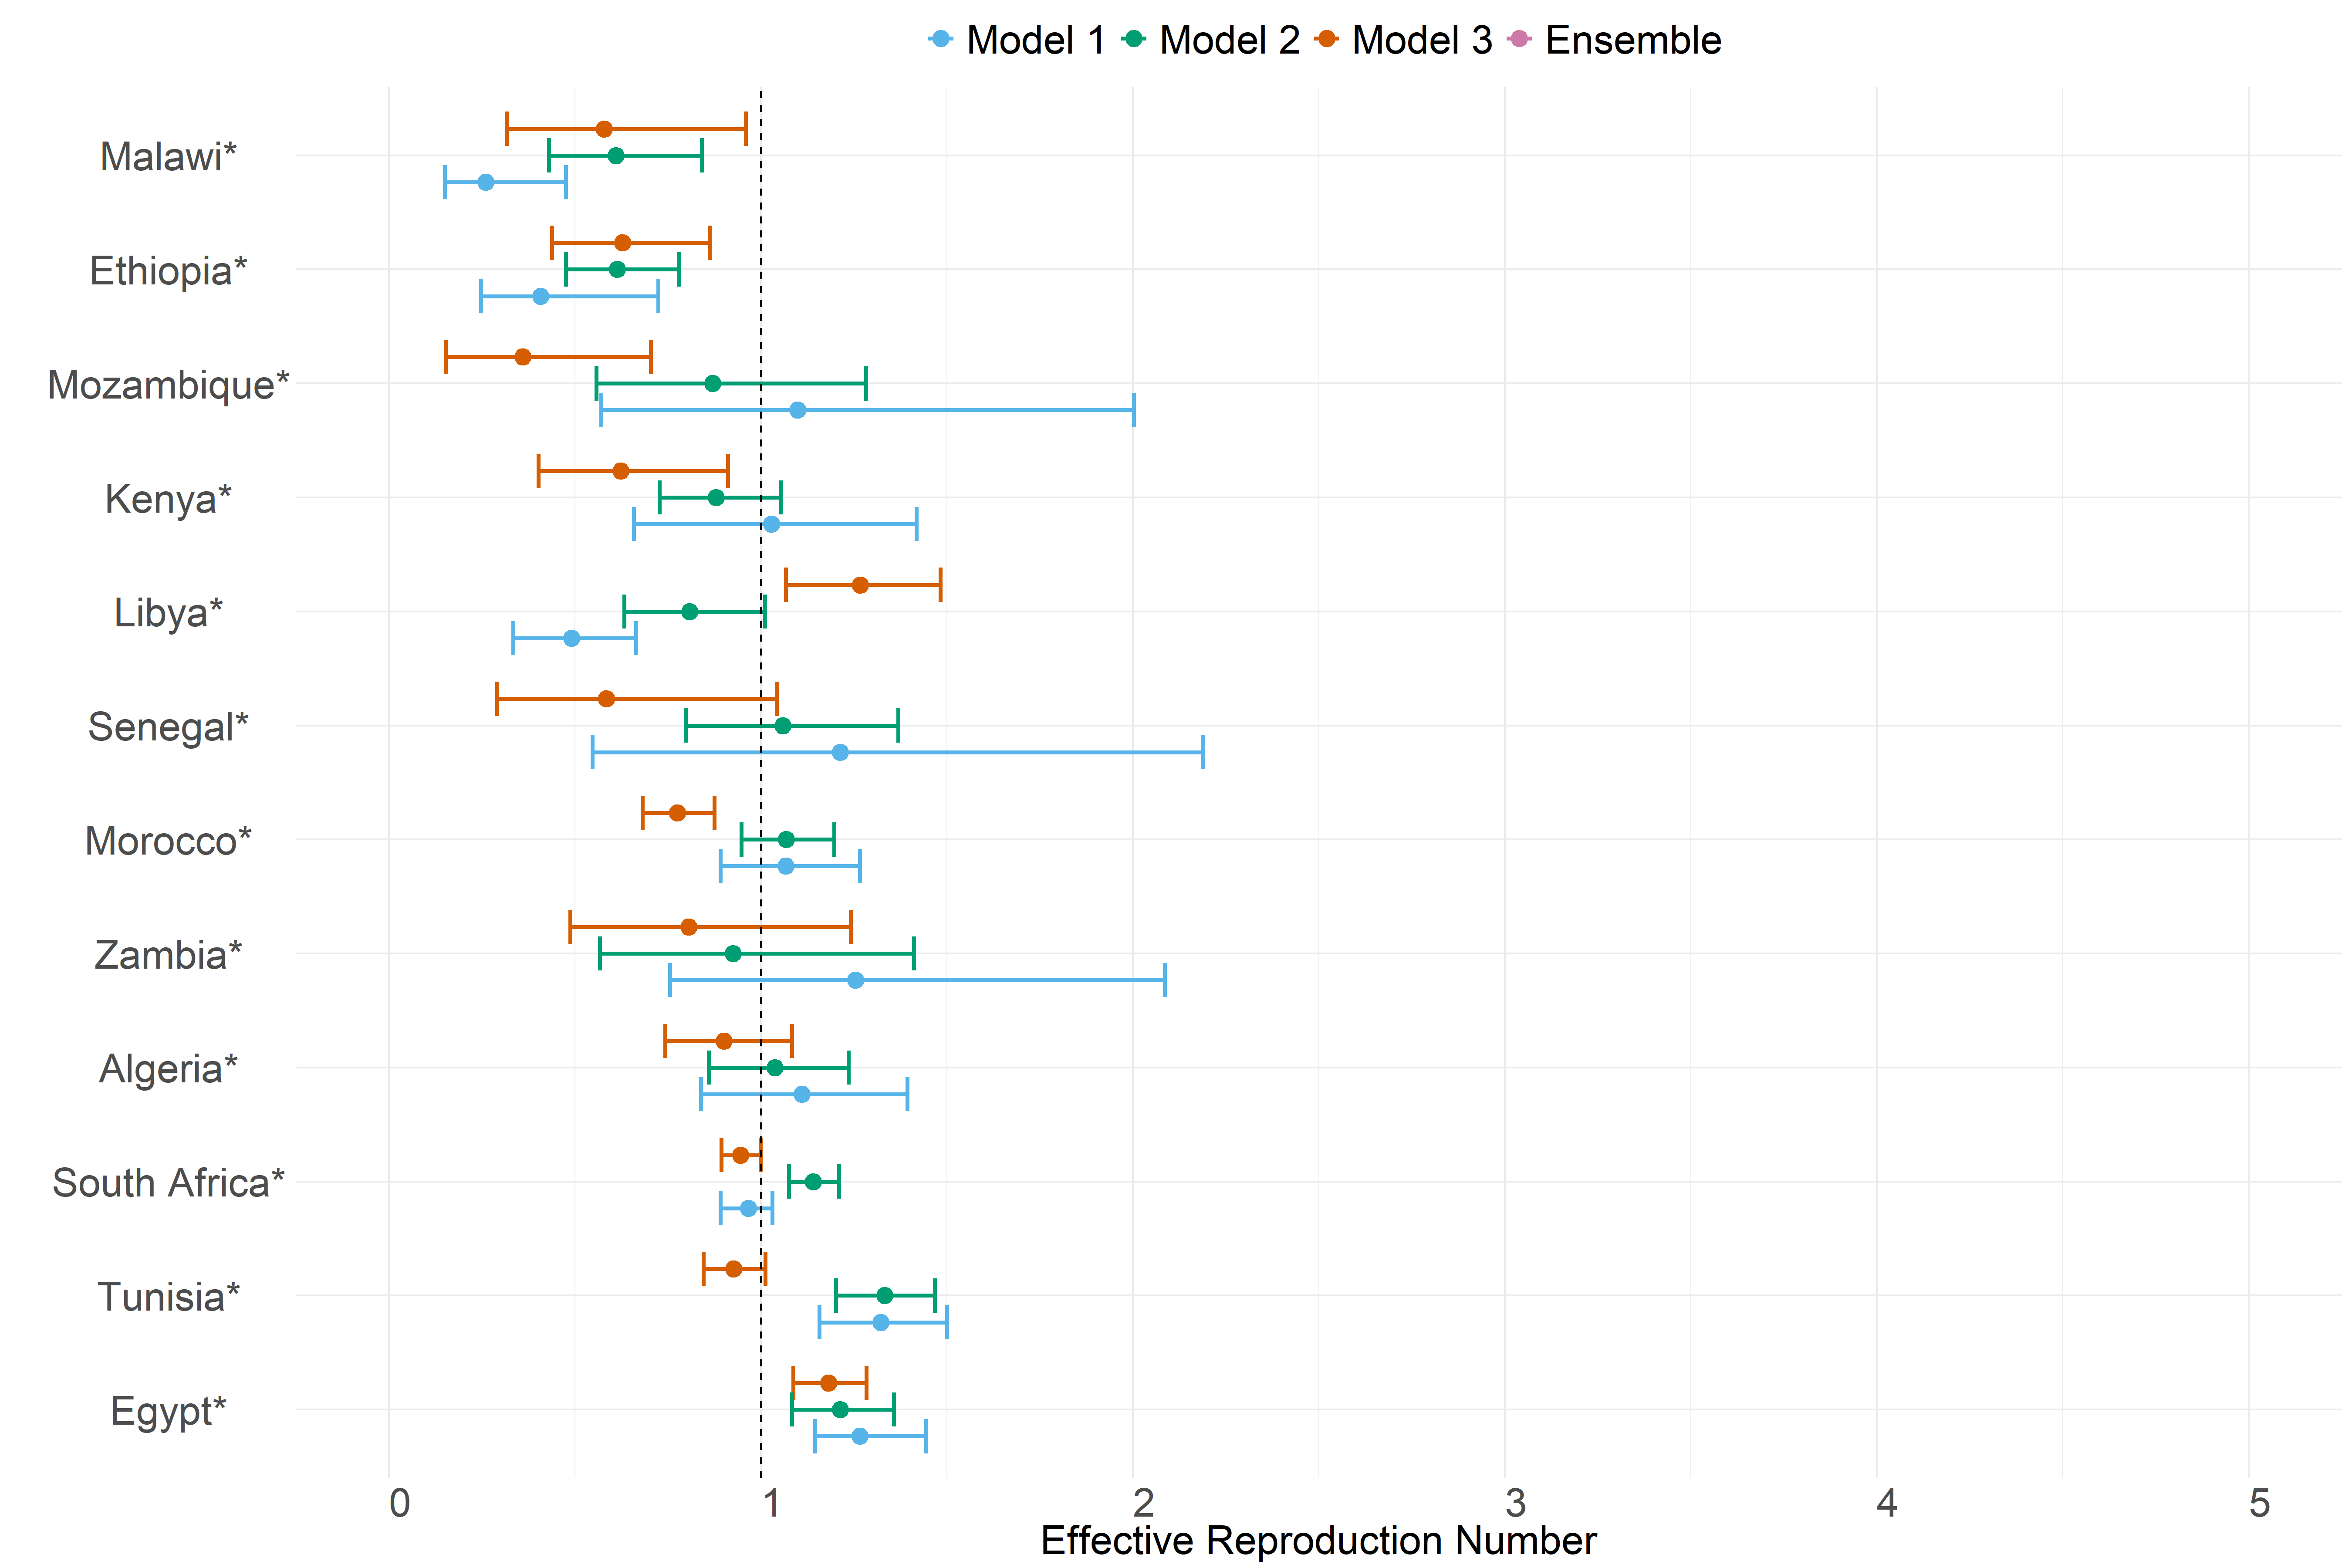 Model 1 Model 2 Model 3 Ensemble
Malawi*
Ethiopia*
Mozambique*
Kenya*
Libya*
Senegal*
Morocco*
Zambia*
Algeria*
South Africa*
Tunisia*
Egypt*
0 1 2 3 4 5
Effective Reproduction Number